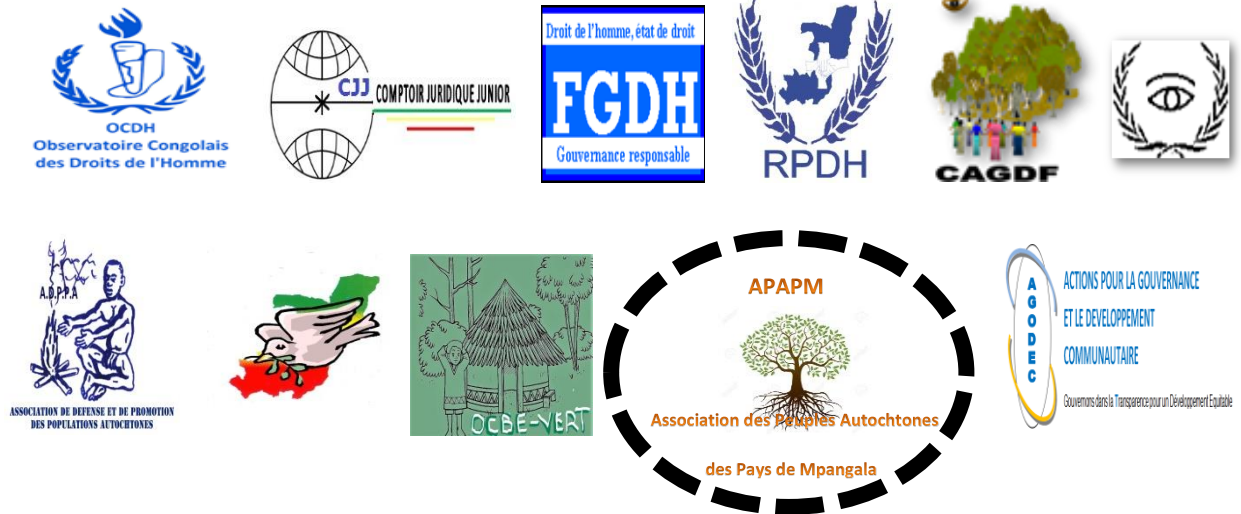 OCDH
Observatoire Congolais
des Droits de l'Homme
CJJ COMPTOIR JURIDIQUE JUNIOR
Droit de l'homme, état de droit
FGDH
Gouvernance responsable
RPDH
CAGDF
A.D.P.P.A
ASSOCIATION DE DEFENSE ET DE PROMOTION
DES POPULATIONS AUTOCHTONES
OCBE-VERT
APAPM
Association des Peuples Autochtones
des Pays de Mpangala
AGODEC
ACTIONS POUR LA GOUVERNANCE
ET LE DEVELOPPEMENT
COMMUNAUTAIRE
Gouvernons dans la Transparence pour un Développement Equitable